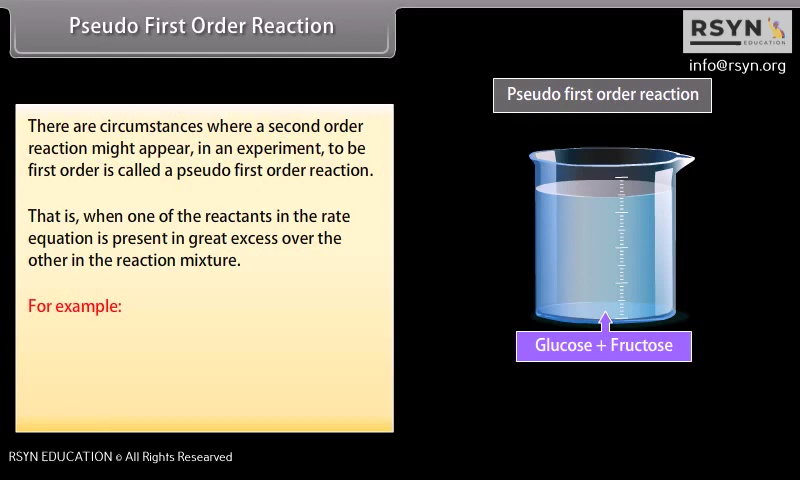 Pseudo First Order Reaction
RSYN
EDUCATION
info@rsyn.org
Pseudo first order reaction
There are circumstances where a second order
reaction might appear, in an experiment, to be
first order is called a pseudo first order reaction.
That is, when one of the reactants in the rate
equation is present in great excess over the
other in the reaction mixture.
For example:
Glucose + Fructose
RSYN EDUCATION © All Rights Researved